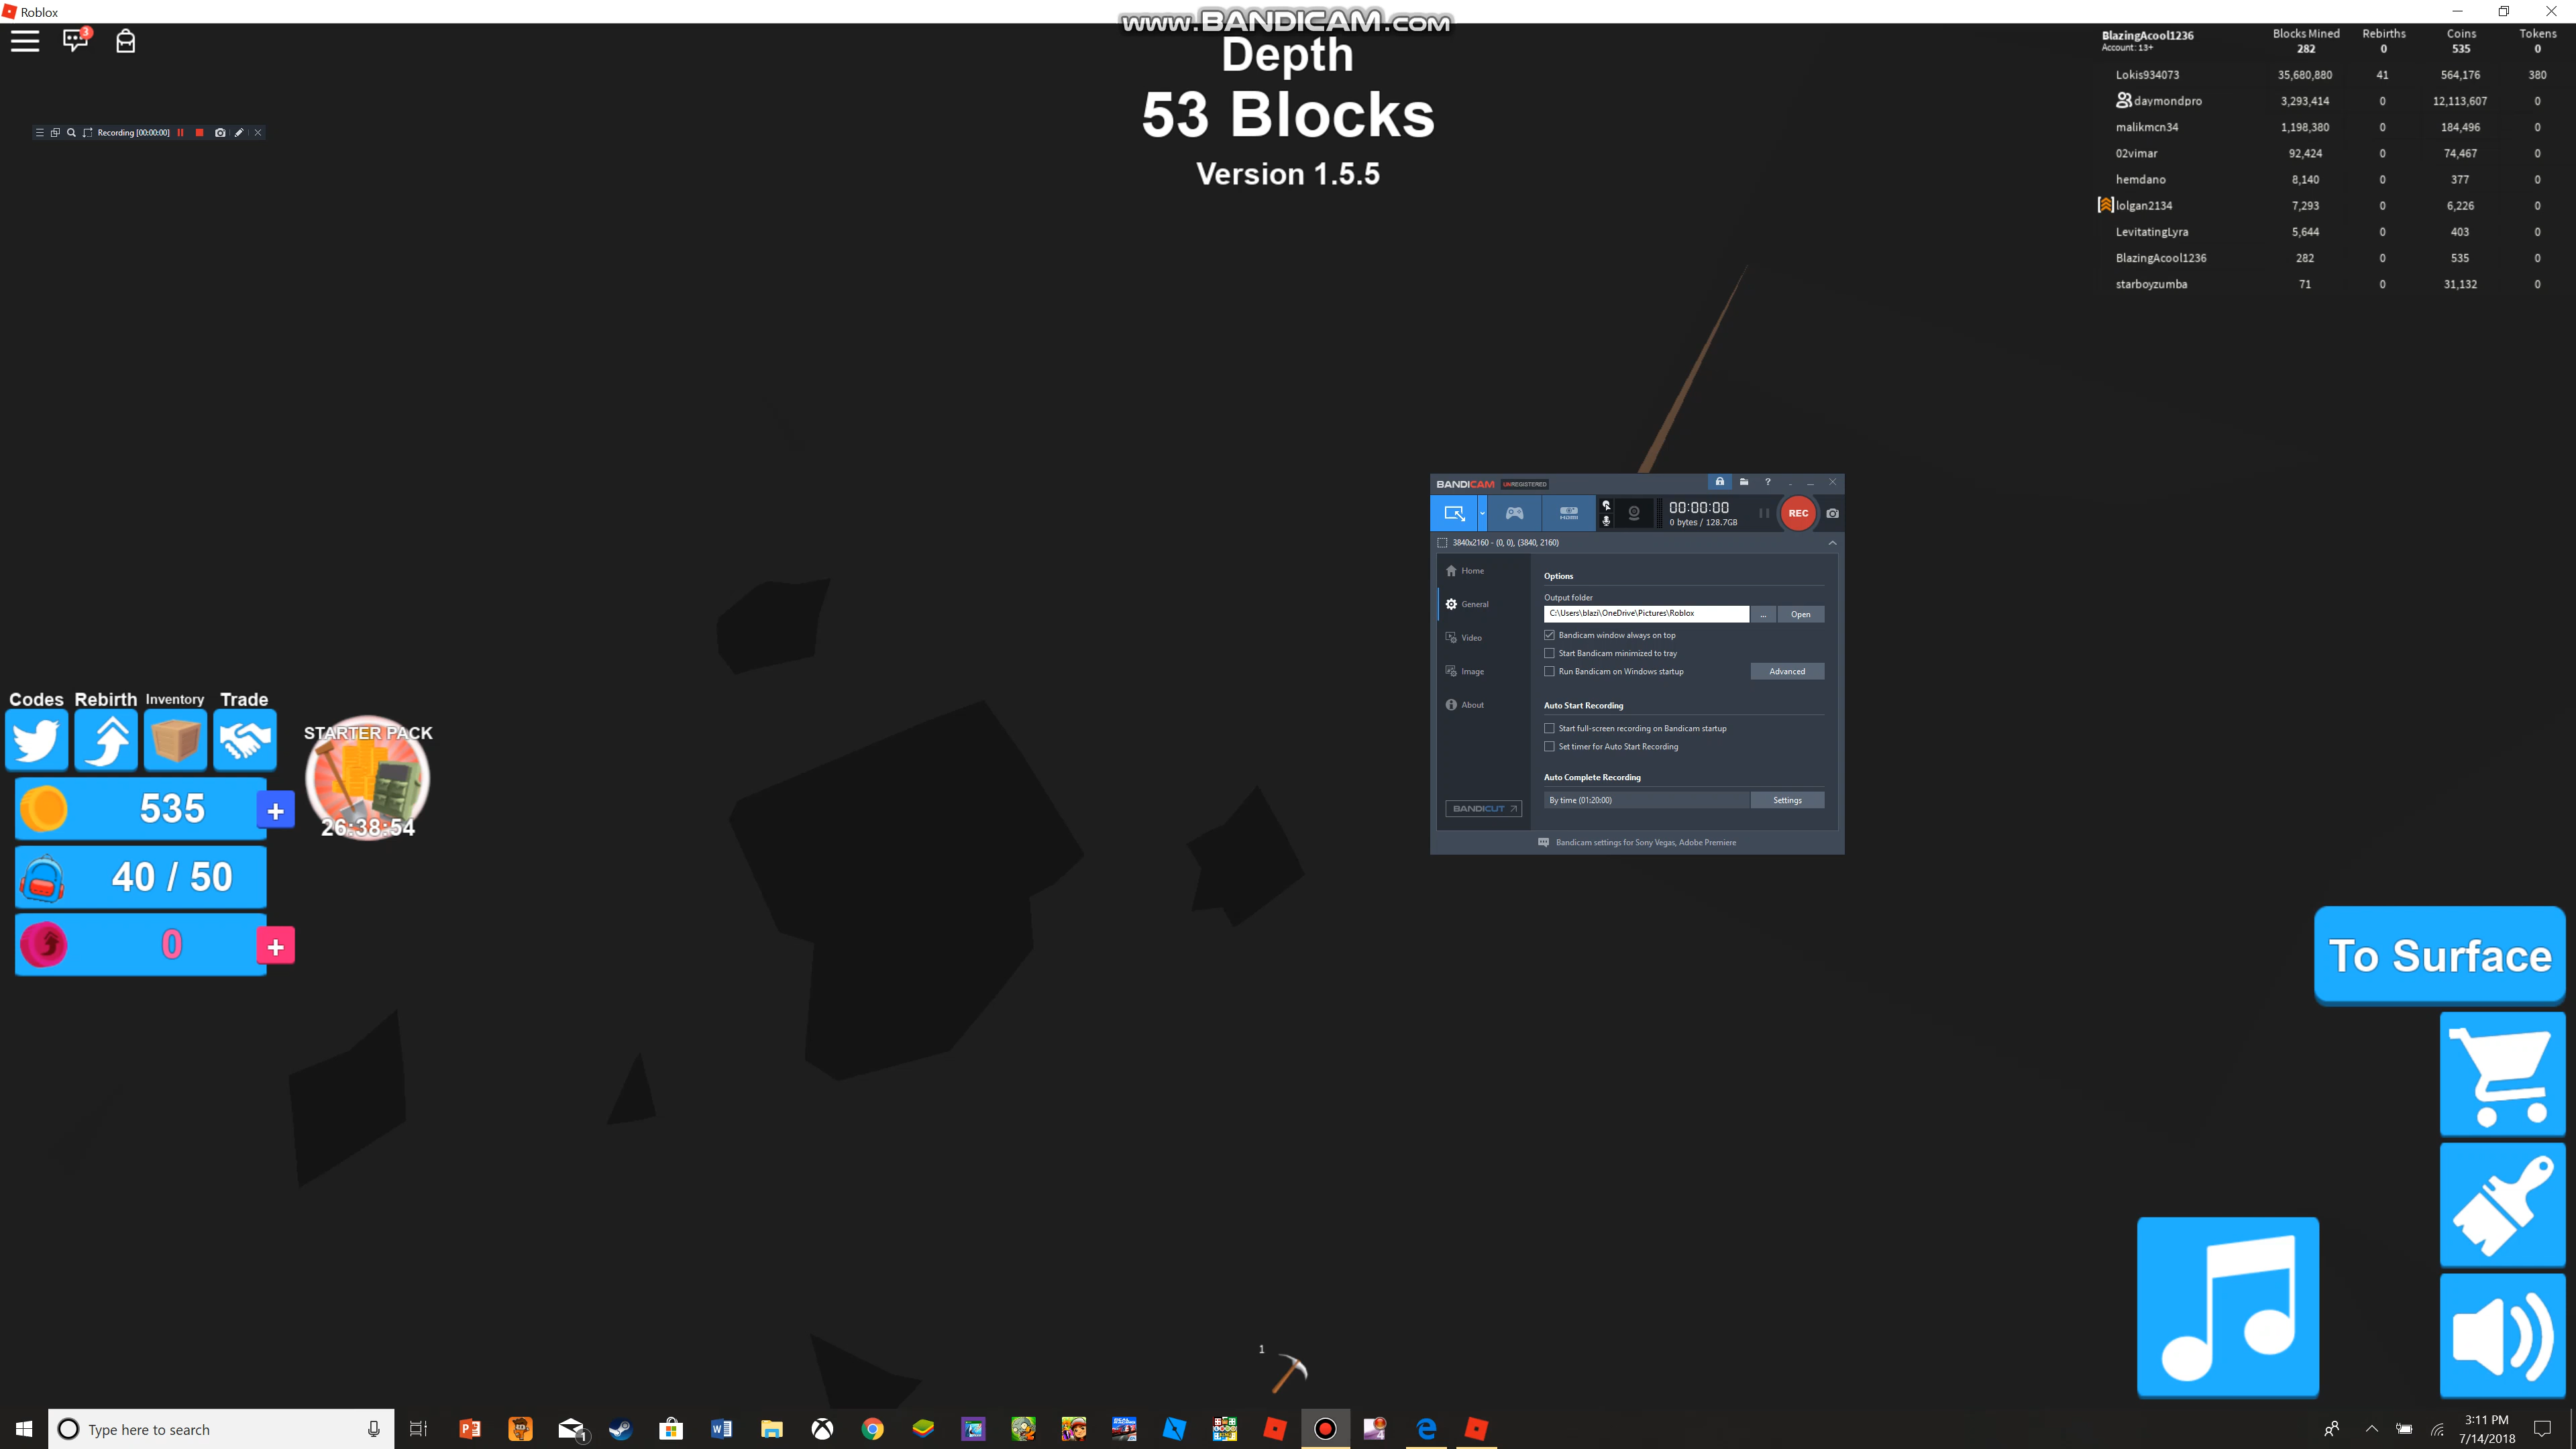 Roblox
www.BANDICAM.com
3
Depth
53 Blocks
Version 1.5.5
Recording [00:00:00]
BlazingAcool1236 Blocks Mined Rebirths Coins Tokens
Account: 13+ 282 0 535 0
Lokis934073 35,680,880 41 564,176 380
daymondpro 3,293,414 0 12,113,607 0
malikmcn34 1,198,380 0 184,496 0
02vimar 92,424 0 74,467 0
hemdano 8,140 0 377 0
lolgan2134 7,293 0 6,226 0
LevitatingLyra 5,644 0 403 0
BlazingAcool1236 282 0 535 0
starboyzumba 71 0 31,132 0
BANDICAM UNREGISTERED ?
00:00:00
0 bytes / 128.7GB
REC
3840x2160 - (0, 0), (3840, 2160)
Home
General
Video
Image
About
BANDICUT
Options
Output folder
C:\Users\blazi\OneDrive\Pictures\Roblox ... Open
Bandicam window always on top
Start Bandicam minimized to tray
Run Bandicam on Windows startup Advanced
Auto Start Recording
Start full-screen recording on Bandicam startup
Set timer for Auto Start Recording
Auto Complete Recording
By time (01:20:00) Settings
Bandicam settings for Sony Vegas, Adobe Premiere
Codes Rebirth Inventory Trade
STARTER PACK
26:38:54
535 +
40 / 50
0 +
To Surface
1
Type here to search
3:11 PM
7/14/2018